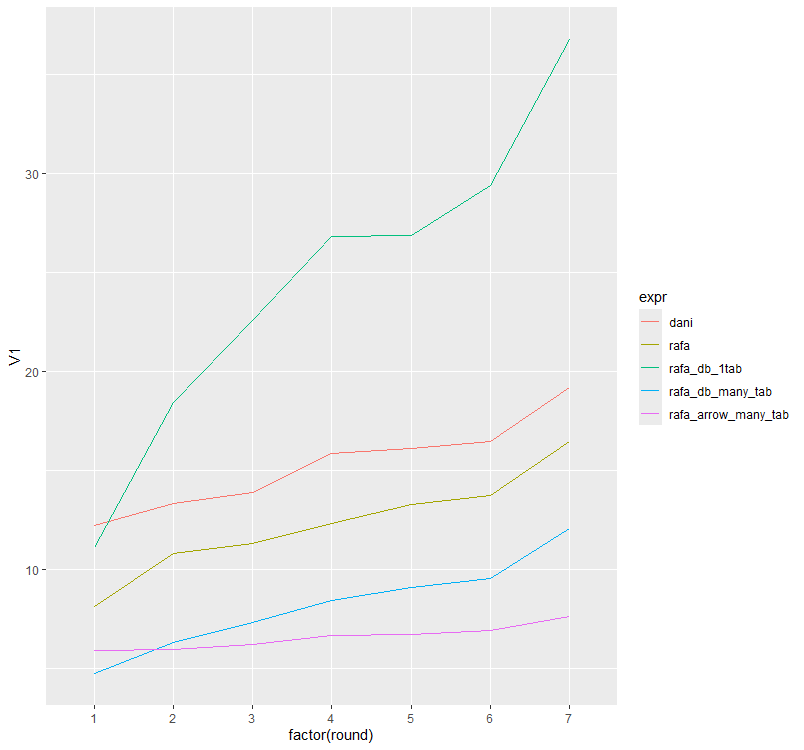 30
20
10
V1
1 2 3 4 5 6 7
factor(round)
expr
dani
rafa
rafa_db_1tab
rafa_db_many_tab
rafa_arrow_many_tab